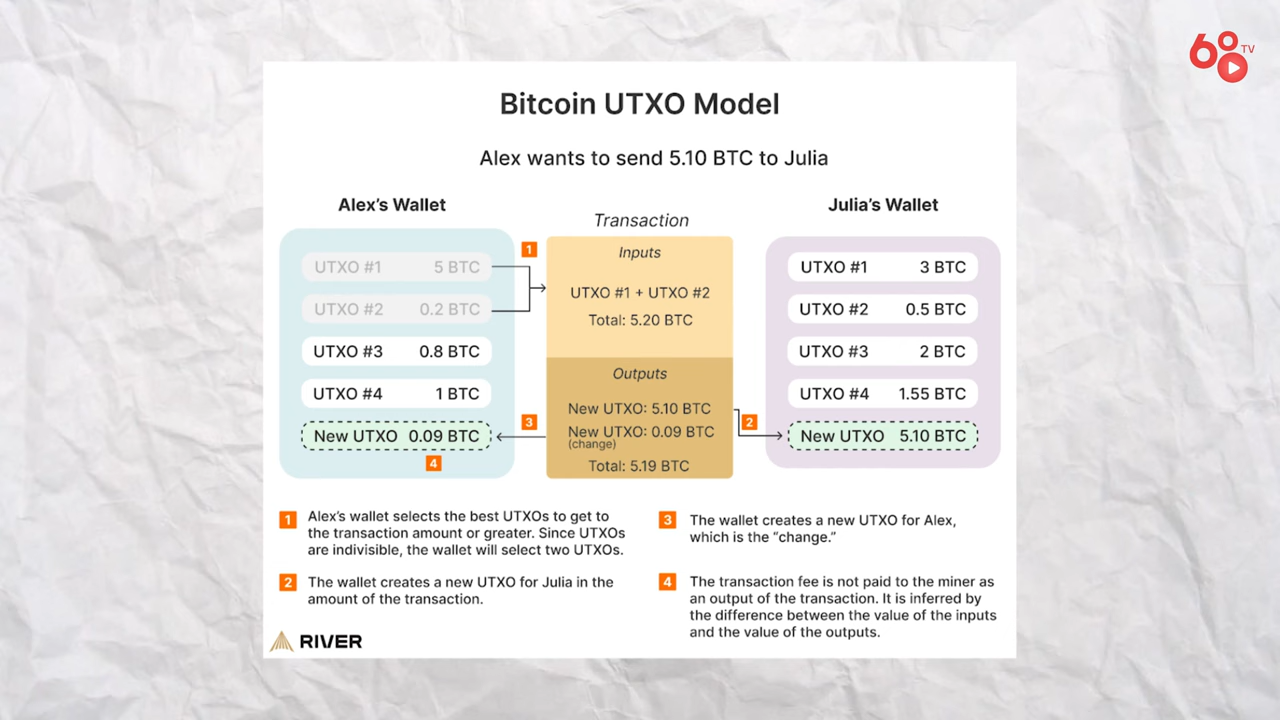 68
TV
Bitcoin UTXO Model
Alex wants to send 5.10 BTC to Julia
Alex's Wallet
UTXO #1 5 BTC
UTXO #2 0.2 BTC
UTXO #3 0.8 BTC
UTXO #4 1 BTC
New UTXO 0.09 BTC
4
1
3
Transaction
Inputs
UTXO #1 + UTXO #2
Total: 5.20 BTC
Outputs
New UTXO: 5.10 BTC
New UTXO: 0.09 BTC
(change)
Total: 5.19 BTC
2
Julia's Wallet
UTXO #1 3 BTC
UTXO #2 0.5 BTC
UTXO #3 2 BTC
UTXO #4 1.55 BTC
New UTXO 5.10 BTC
1 Alex's wallet selects the best UTXOs to get to
the transaction amount or greater. Since UTXOs
are indivisible, the wallet will select two UTXOs.
2 The wallet creates a new UTXO for Julia in the
amount of the transaction.
3 The wallet creates a new UTXO for Alex,
which is the “change.”
4 The transaction fee is not paid to the miner as
an output of the transaction. It is inferred by
the difference between the value of the inputs
and the value of the outputs.
RIVER